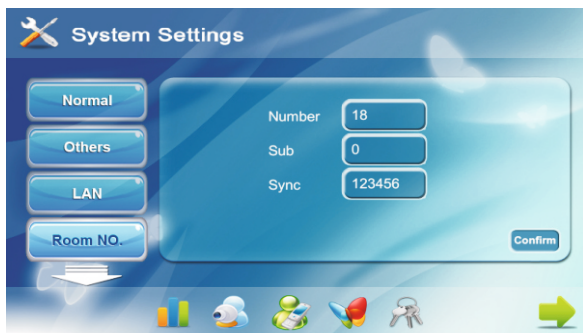 System Settings
Normal
Others
LAN
Room NO.
Number 18
Sub 0
Sync 123456
Confirm